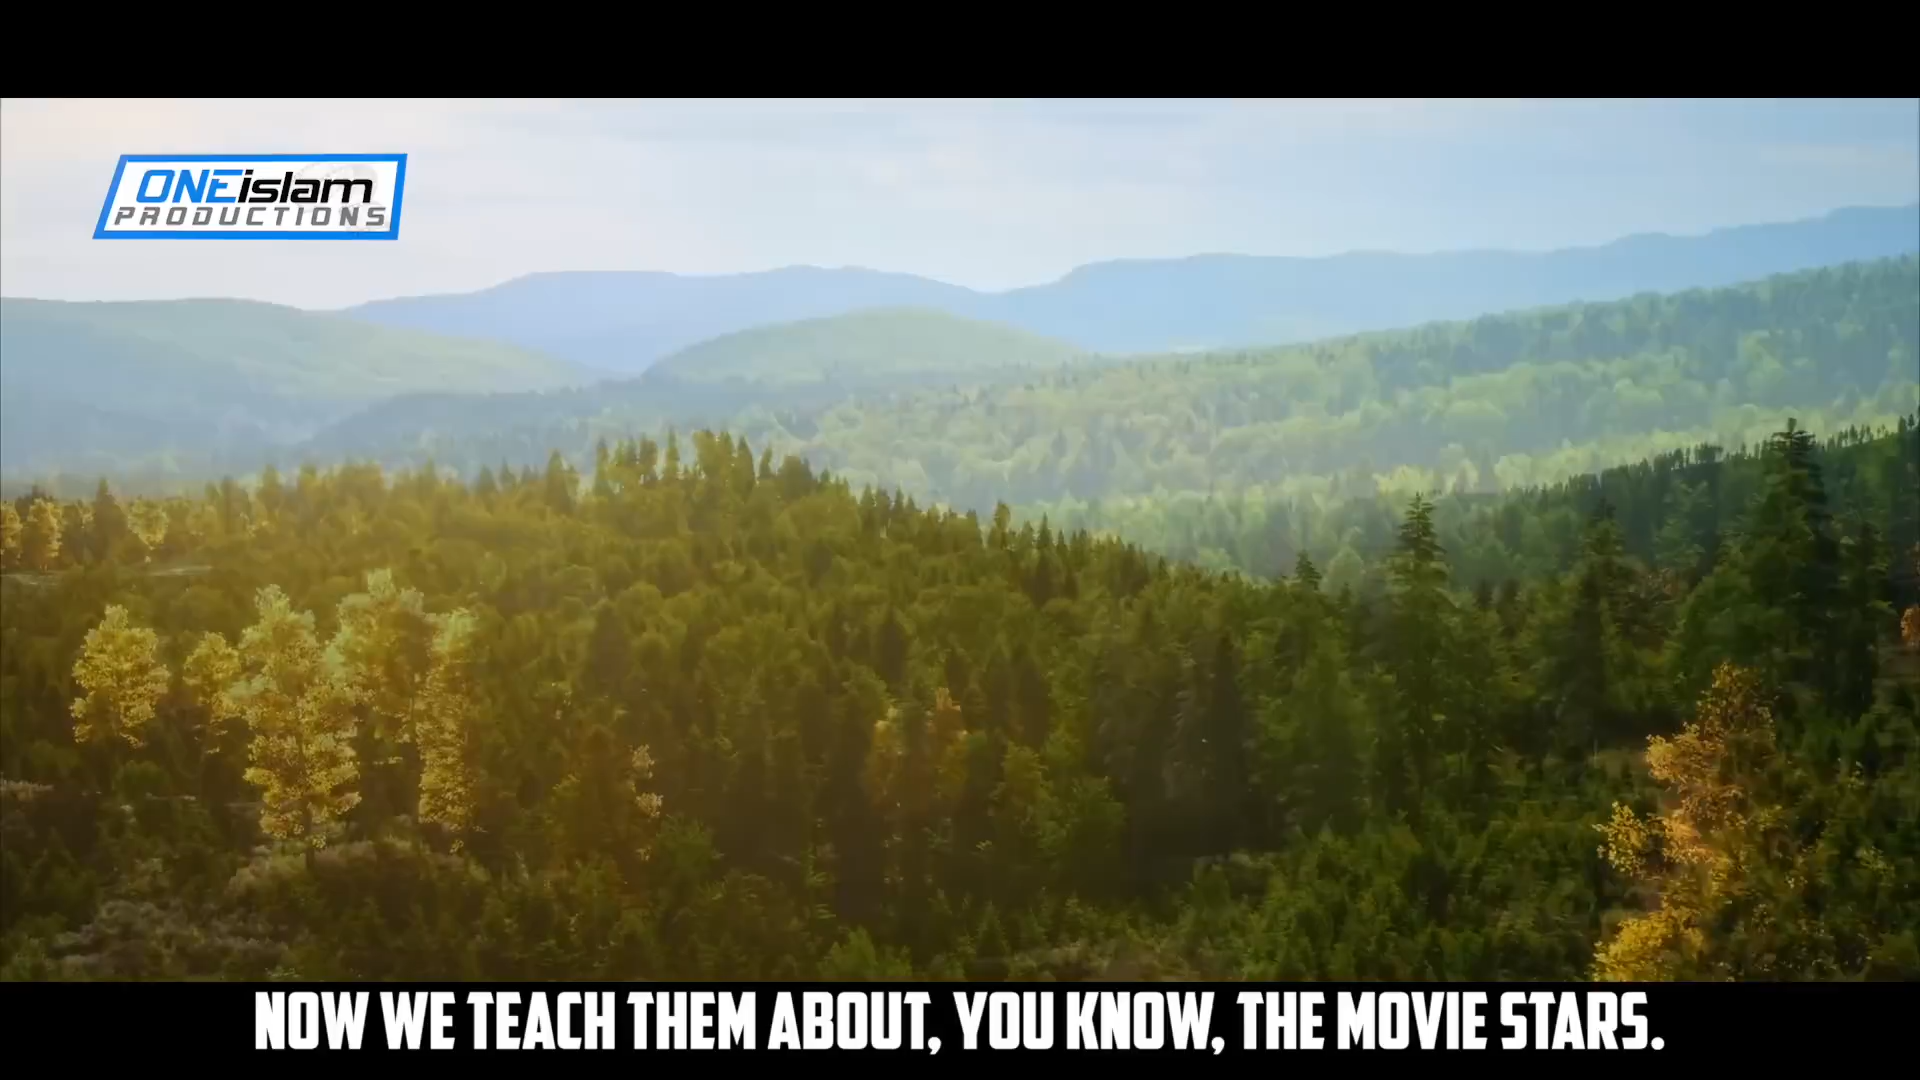 ONEislam
PRODUCTIONS
NOW WE TEACH THEM ABOUT, YOU KNOW, THE MOVIE STARS.